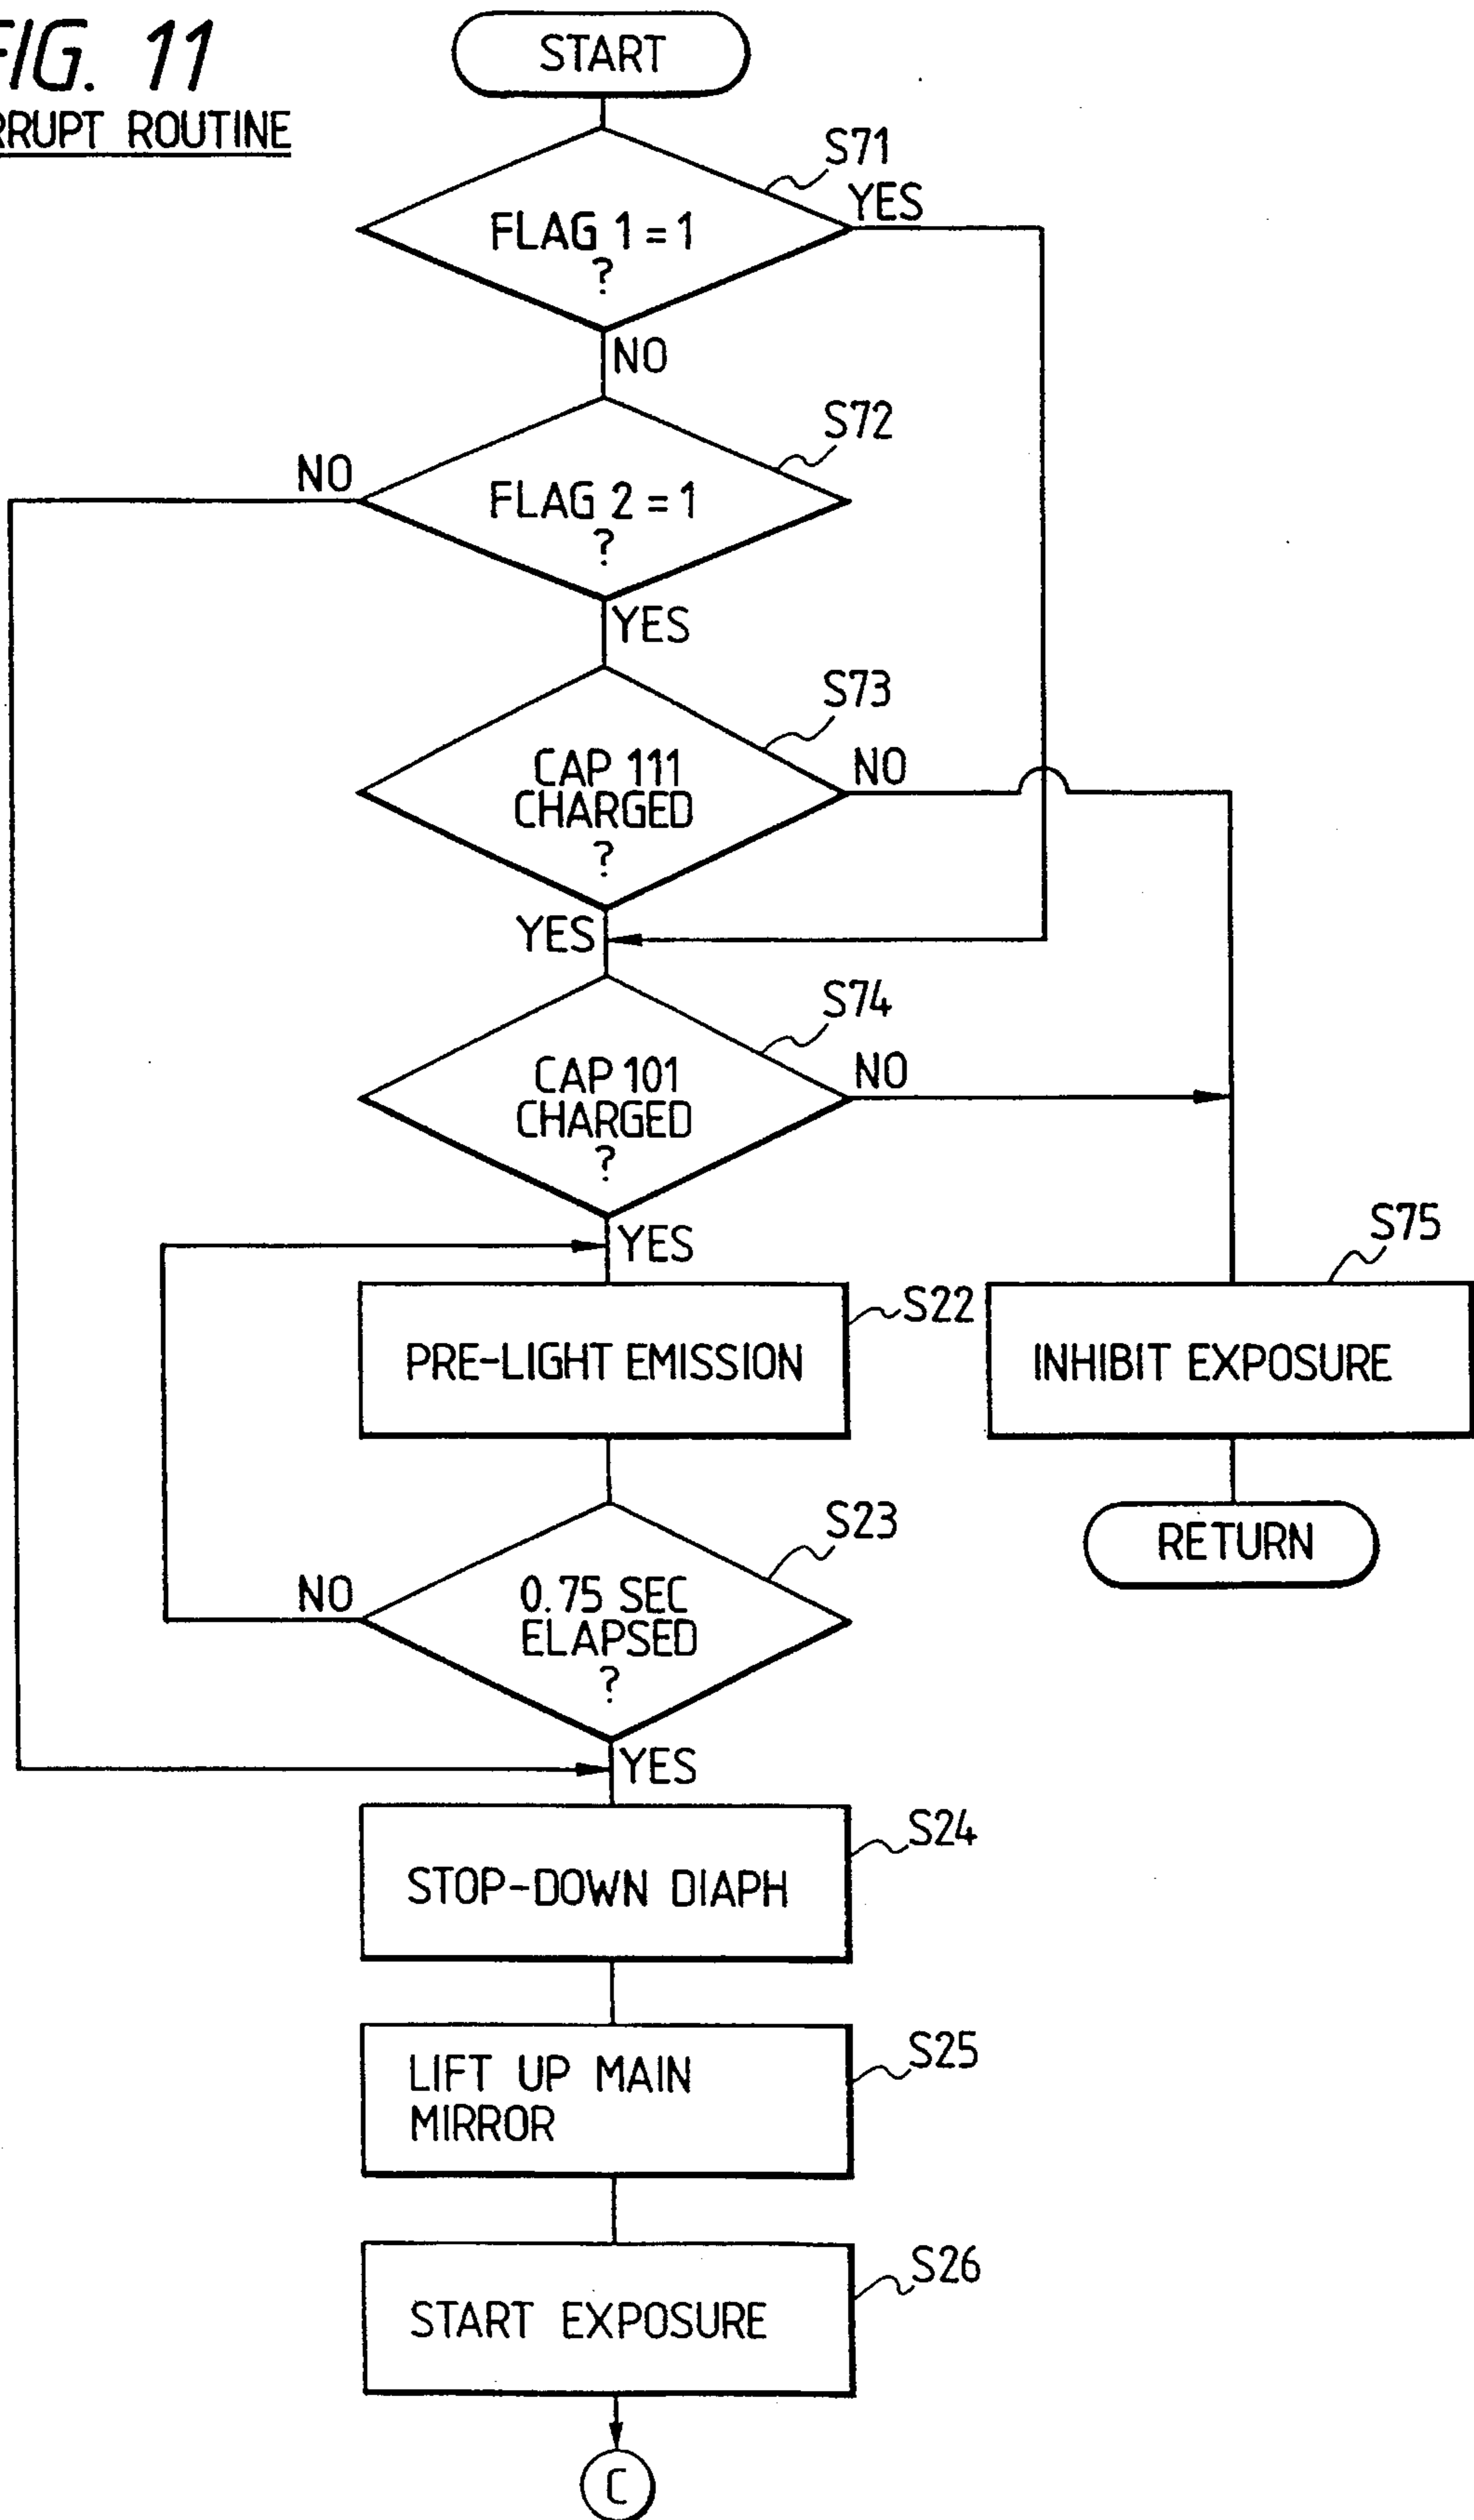 FIG. 11
RRUPT ROUTINE
START
S71
YES
FLAG 1 = 1
?
NO
S72
NO
FLAG 2 = 1
?
YES
S73
CAP 111
CHARGED
?
NO
YES
S74
CAP 101
CHARGED
?
NO
YES
S22
PRE-LIGHT EMISSION
S75
INHIBIT EXPOSURE
RETURN
S23
NO
0.75 SEC
ELAPSED
?
YES
S24
STOP-DOWN DIAPH
S25
LIFT UP MAIN
MIRROR
S26
START EXPOSURE
C